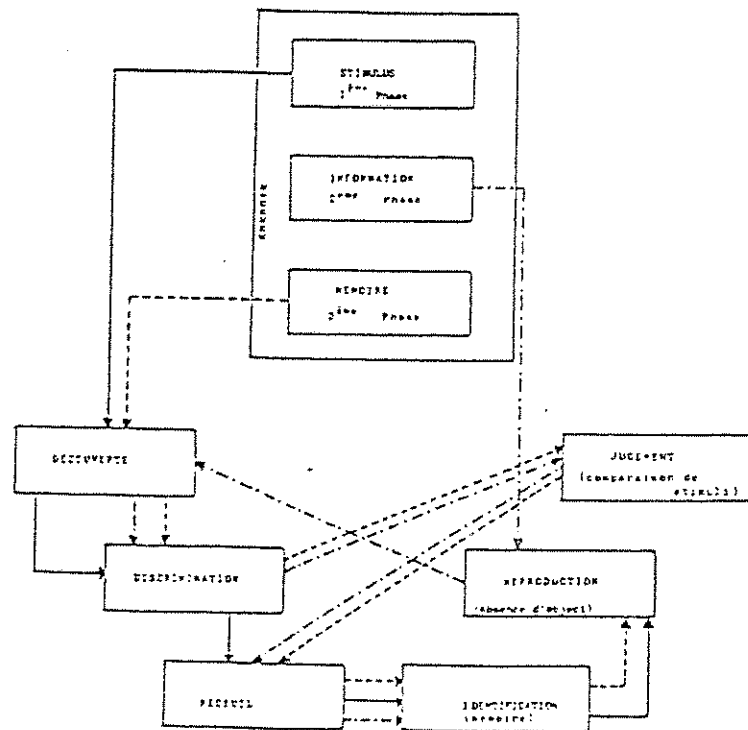 STIMULUS
1ère Phase
INFORMATION
2ème Phase
MEMOIRE
3ème Phase
DECOUVERTE
JUGEMENT
(comparaison de
stimuli)
DISCRIMINATION
REPRODUCTION
(absence d'objet)
RECUEIL
IDENTIFICATION
(mémoire)